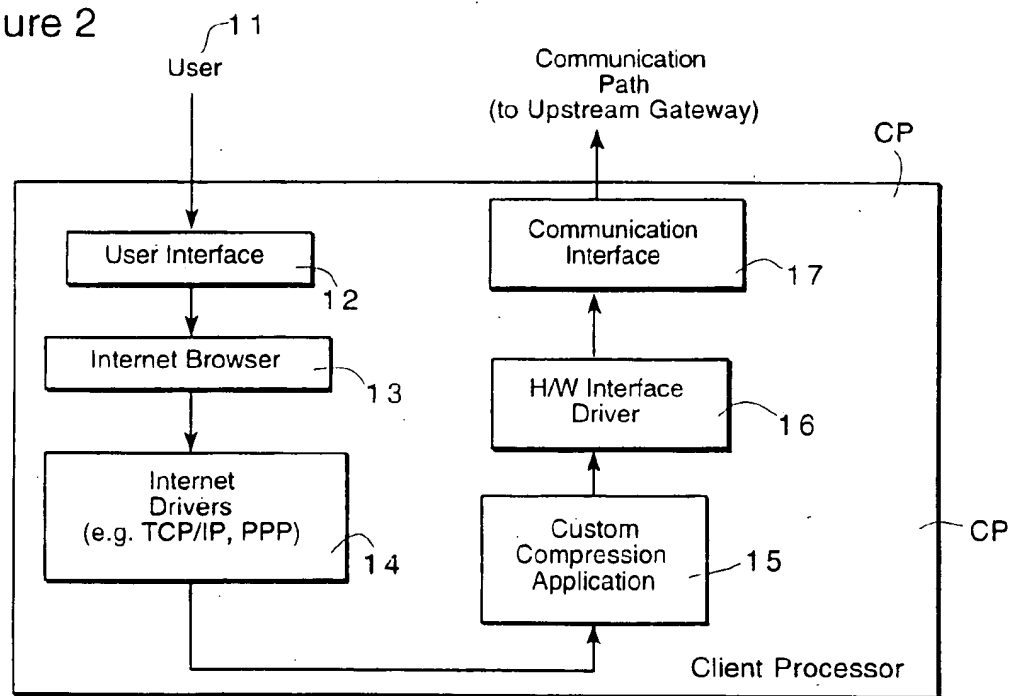 ure 2
11
User
Communication
Path
(to Upstream Gateway)
CP
User Interface
12
Internet Browser
13
Internet
Drivers
(e.g. TCP/IP, PPP)
14
Communication
Interface
17
H/W Interface
Driver
16
Custom
Compression
Application
15
CP
Client Processor